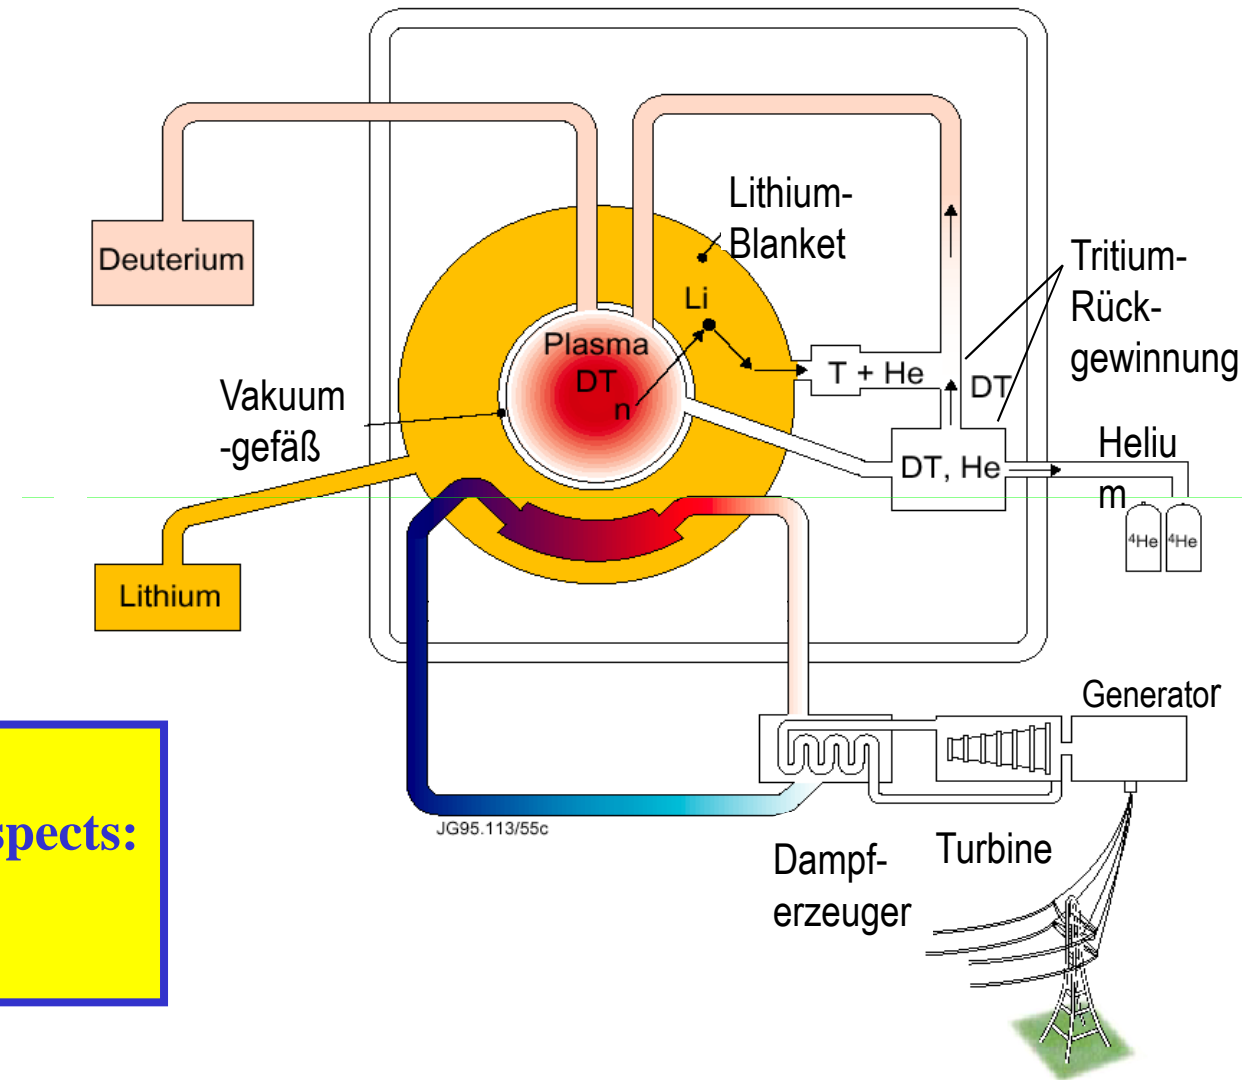 Lithium-
Blanket
Deuterium
Tritium-
Rück-
gewinnung
Li
Plasma
DT
n
T + He
DT
Vakuum
-gefäß
DT, He
Heliu
m
⁴He
⁴He
Lithium
Generator
JG95.113/55c
spects:
Dampf-
erzeuger
Turbine